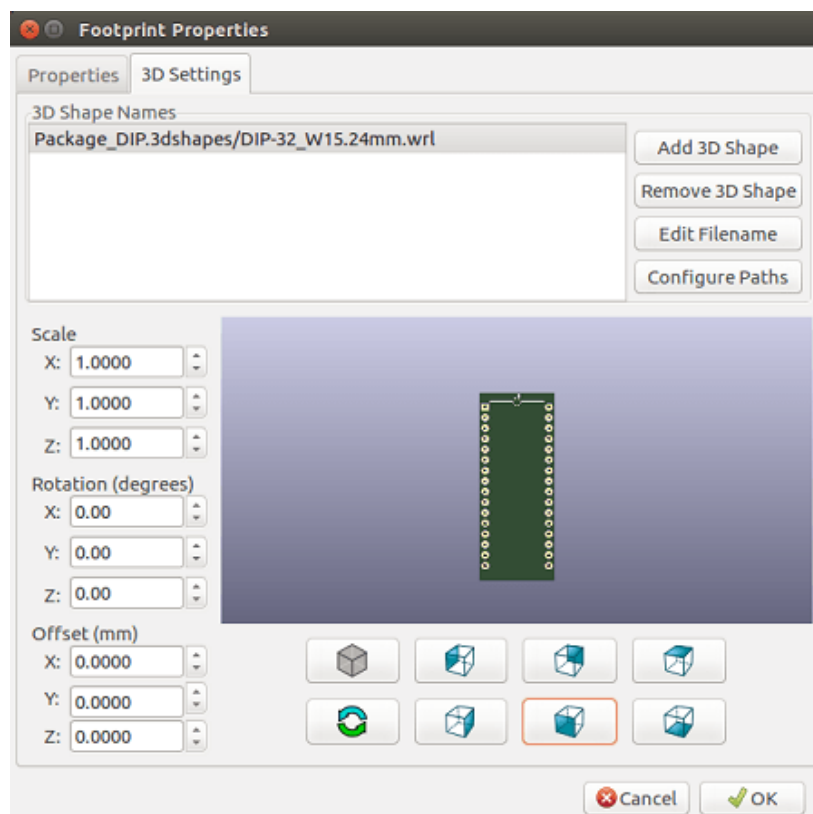 Footprint Properties
Properties
3D Settings
3D Shape Names
Package_DIP.3dshapes/DIP-32_W15.24mm.wrl
Add 3D Shape
Remove 3D Shape
Edit Filename
Configure Paths
Scale
X: 1.0000
Y: 1.0000
Z: 1.0000
Rotation (degrees)
X: 0.00
Y: 0.00
Z: 0.00
Offset (mm)
X: 0.0000
Y: 0.0000
Z: 0.0000
Cancel
OK